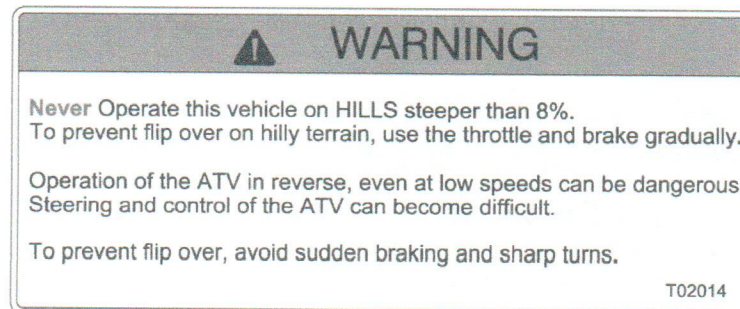 WARNING
Never Operate this vehicle on HILLS steeper than 8%.
To prevent flip over on hilly terrain, use the throttle and brake gradually.
Operation of the ATV in reverse, even at low speeds can be dangerous
Steering and control of the ATV can become difficult.
To prevent flip over, avoid sudden braking and sharp turns.
T02014